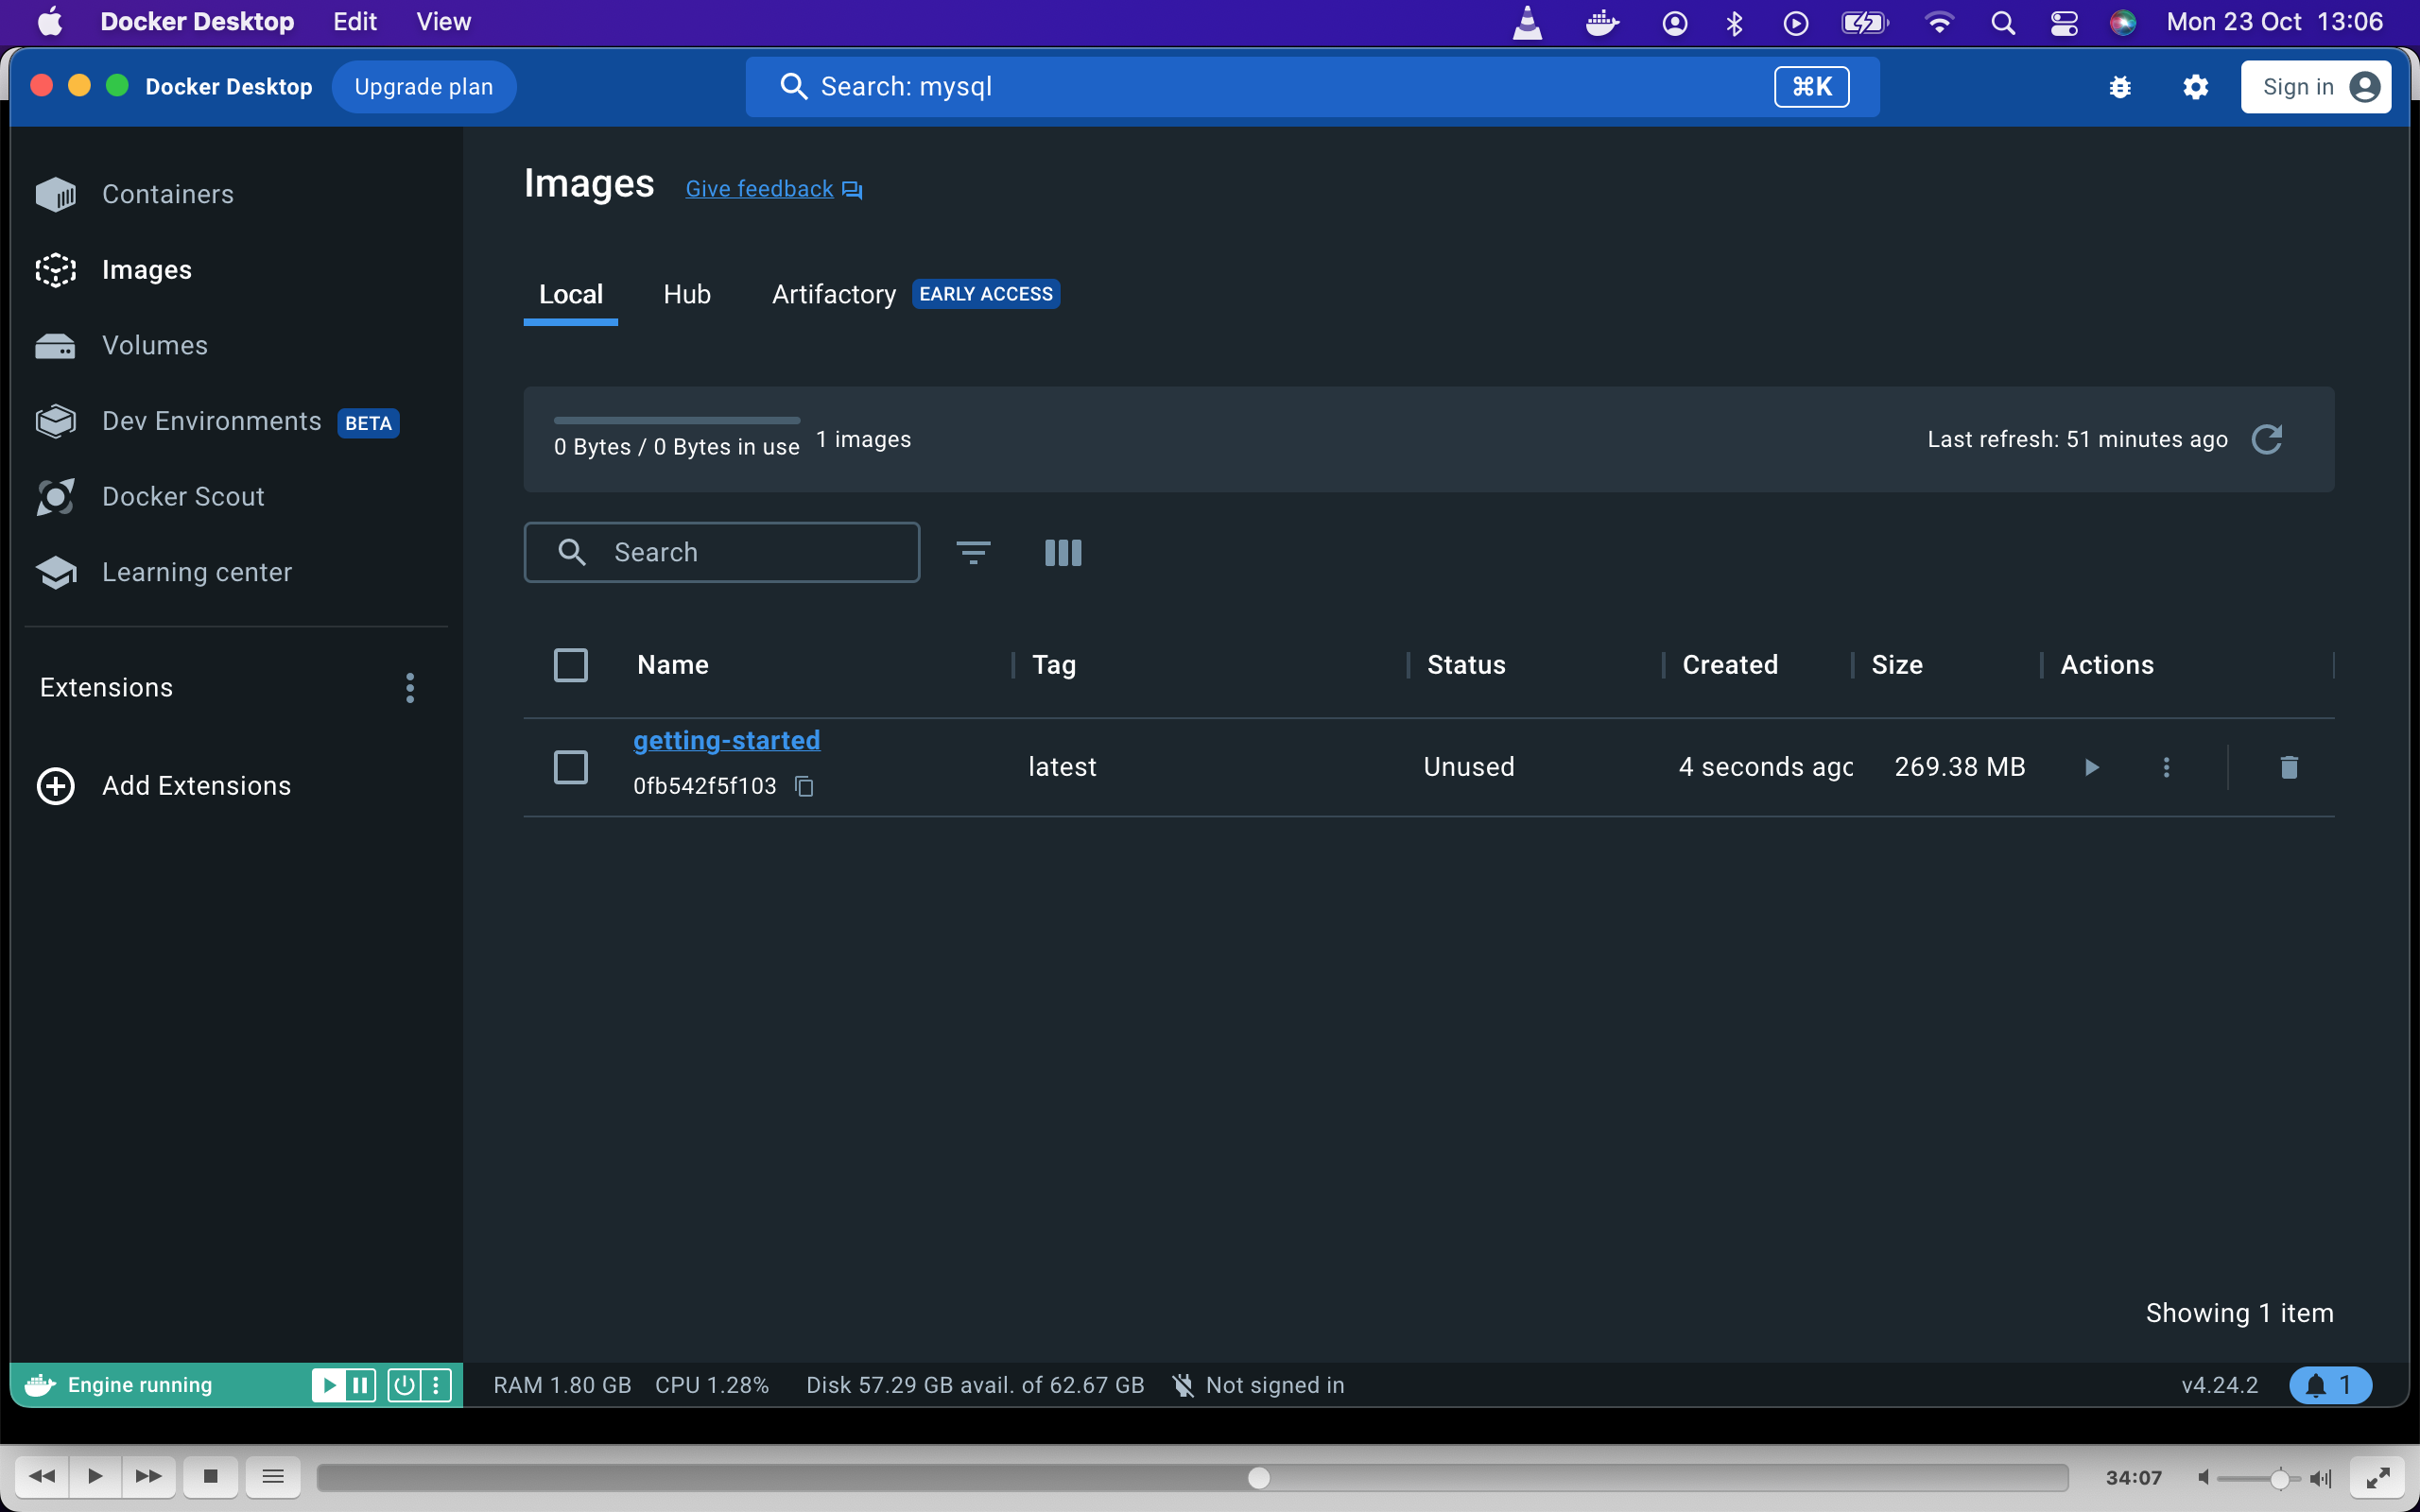 Docker Desktop Edit View Mon 23 Oct 13:06
Docker Desktop Upgrade plan Search: mysql ⌘K Sign in
Containers
Images
Volumes
Dev Environments BETA
Docker Scout
Learning center
Extensions
Add Extensions
Images Give feedback
Local Hub Artifactory EARLY ACCESS
0 Bytes / 0 Bytes in use 1 images Last refresh: 51 minutes ago
Search
Name Tag Status Created Size Actions
getting-started
0fb542f5f103
latest Unused 4 seconds ago 269.38 MB
Showing 1 item
Engine running RAM 1.80 GB CPU 1.28% Disk 57.29 GB avail. of 62.67 GB Not signed in v4.24.2 1
34:07